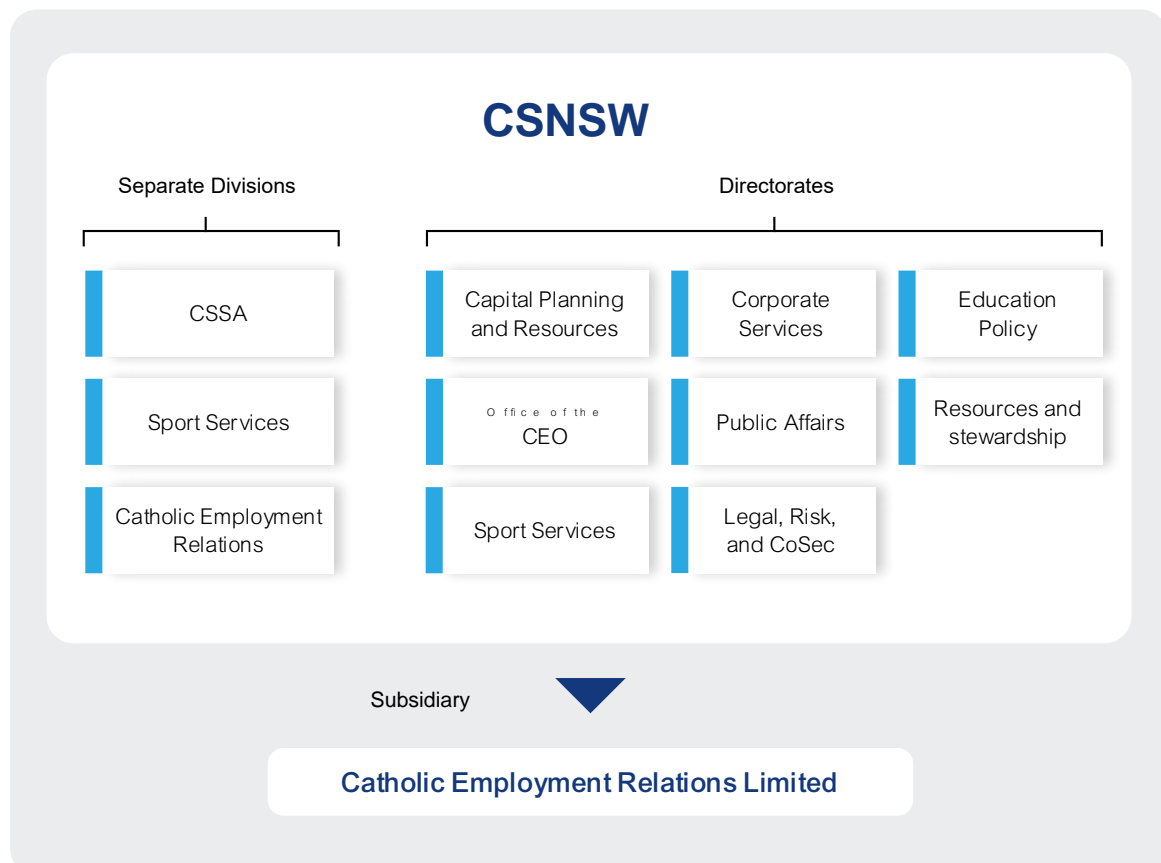 CSNSW
Separate Divisions
CSSA
Sport Services
Catholic Employment
Relations
Directorates
Capital Planning
and Resources
Corporate
Services
Education
Policy
Office of the
CEO
Public Affairs
Resources and
stewardship
Sport Services
Legal, Risk,
and CoSec
Subsidiary
Catholic Employment Relations Limited